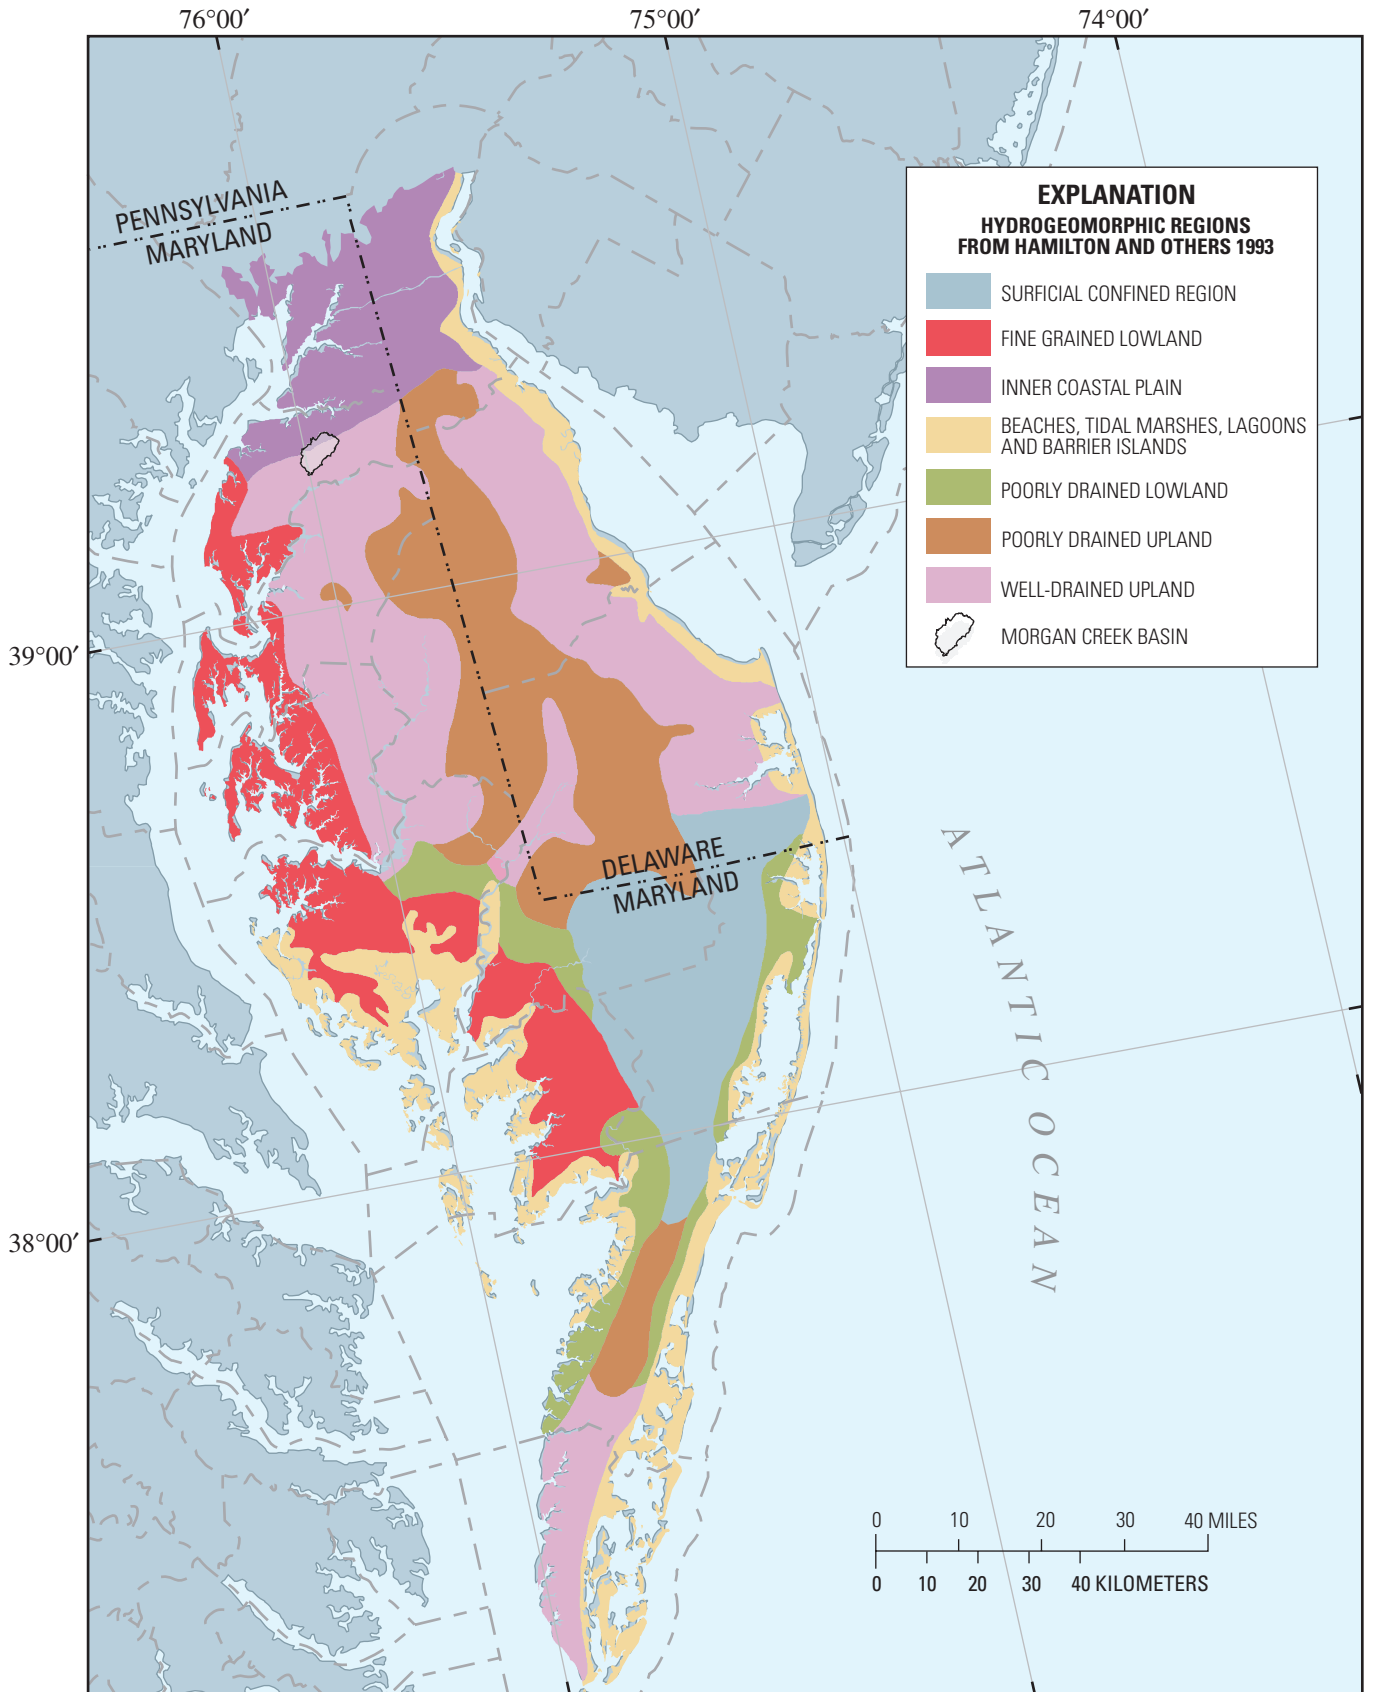 76°00′
75°00′
74°00′
PENNSYLVANIA
MARYLAND
EXPLANATION
HYDROGEOMORPHIC REGIONS
FROM HAMILTON AND OTHERS 1993
SURFICIAL CONFINED REGION
FINE GRAINED LOWLAND
INNER COASTAL PLAIN
BEACHES, TIDAL MARSHES, LAGOONS
AND BARRIER ISLANDS
POORLY DRAINED LOWLAND
POORLY DRAINED UPLAND
WELL-DRAINED UPLAND
MORGAN CREEK BASIN
39°00′
DELAWARE
MARYLAND
ATLANTIC OCEAN
38°00′
0 10 20 30 40 MILES
0 10 20 30 40 KILOMETERS